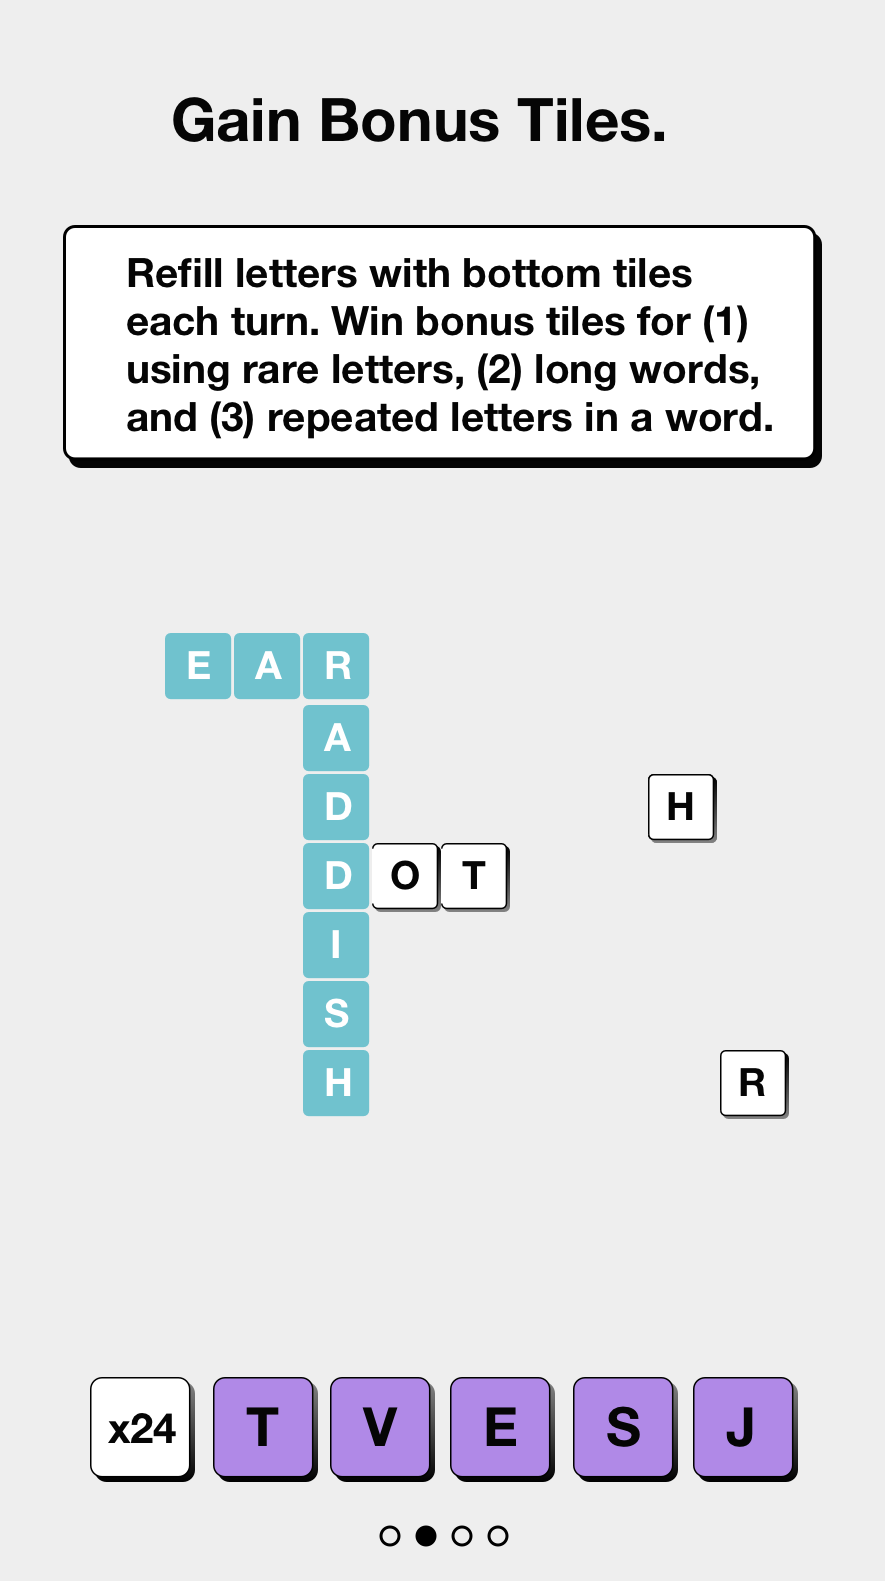 Gain Bonus Tiles.
Refill letters with bottom tiles
each turn. Win bonus tiles for (1)
using rare letters, (2) long words,
and (3) repeated letters in a word.
E A R
A
D H
D O T
I
S
H R
x24 T V E S J